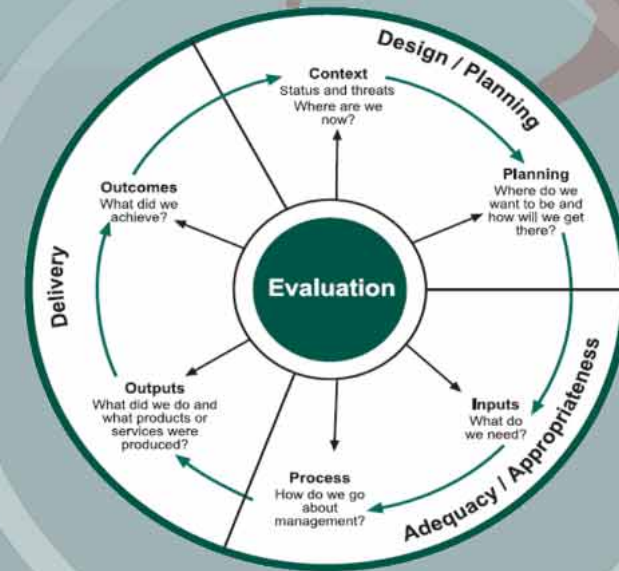 Design / Planning
Context
Status and threats
Where are we
now?
Planning
Where do we
want to be and
how will we get
there?
Outcomes
What did we
achieve?
Evaluation
Delivery
Outputs
What did we do and
what products or
services were
produced?
Inputs
What do
we need?
Process
How do we go
about
management?
Adequacy / Appropriateness